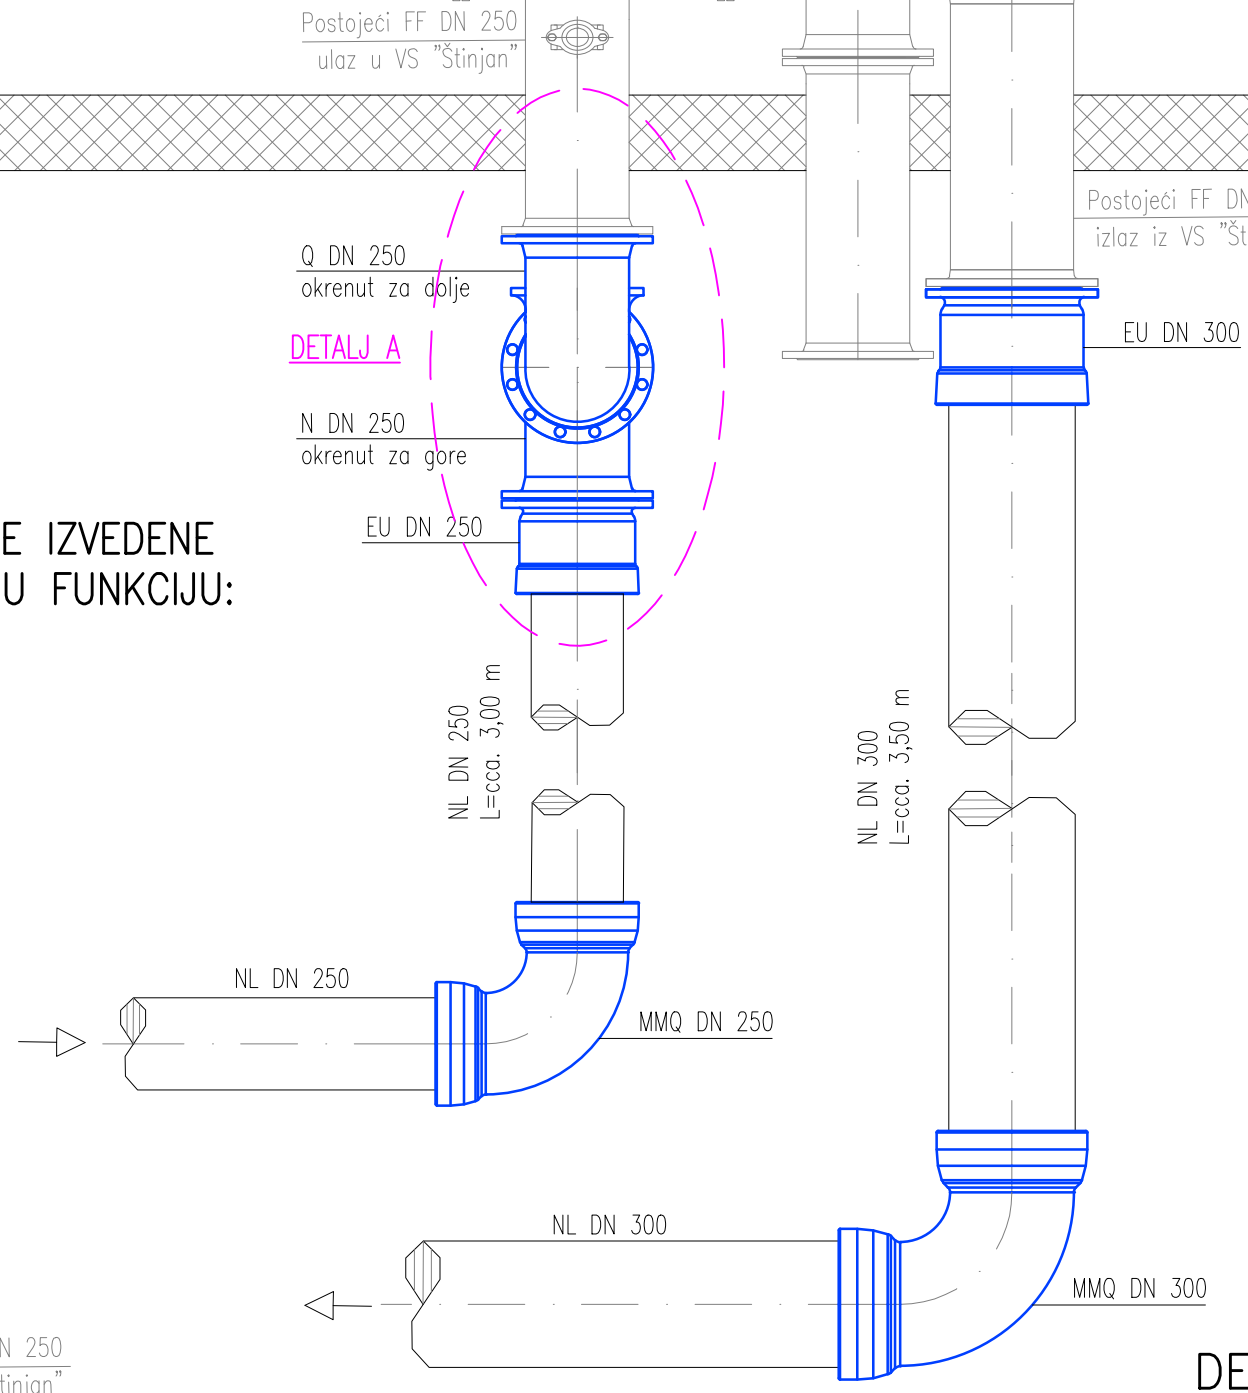 Postojeći FF DN 250
ulaz u VS "Štinjan"
Postojeći FF DN
izlaz iz VS "Št
Q DN 250
okrenut za dolje
EU DN 300
DETALJ A
N DN 250
okrenut za gore
EU DN 250
E IZVEDENE
U FUNKCIJU:
NL DN 250
L=cca. 3,00 m
NL DN 300
L=cca. 3,50 m
NL DN 250
MMQ DN 250
NL DN 300
MMQ DN 300
N 250
tinjan"
DE